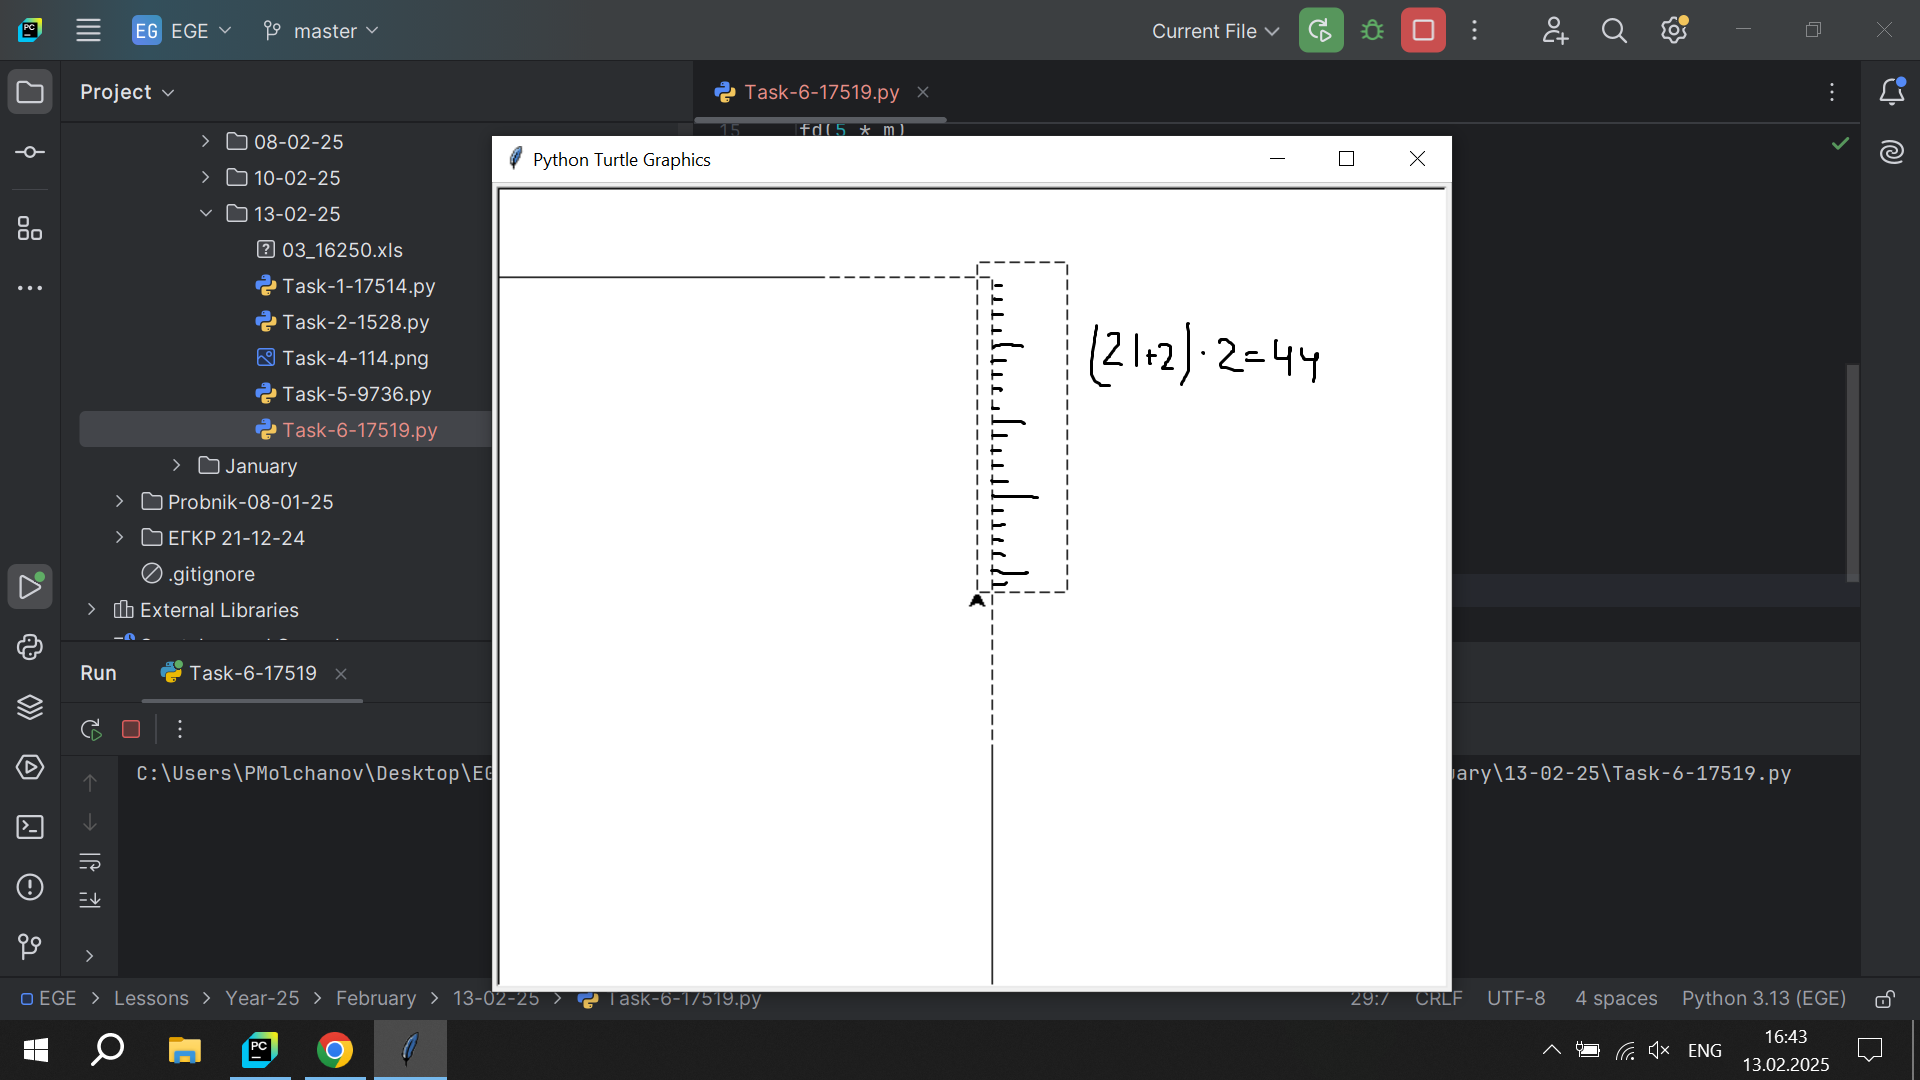 EG EGE master Current File
Project
Task-6-17519.py
08-02-25
10-02-25
13-02-25
03_16250.xls
Task-1-17514.py
Task-2-1528.py
Task-4-114.png
Task-5-9736.py
Task-6-17519.py
January
Probnik-08-01-25
ЕГКР 21-12-24
.gitignore
External Libraries
15 fd(5 * m)
Python Turtle Graphics
(21+2)·2=44
Run Task-6-17519
C:\Users\PMolchanov\Desktop\EG
ary\13-02-25\Task-6-17519.py
EGE > Lessons > Year-25 > February > 13-02-25 > Task-6-17519.py
29:7 CRLF UTF-8 4 spaces Python 3.13 (EGE)
ENG
16:43
13.02.2025